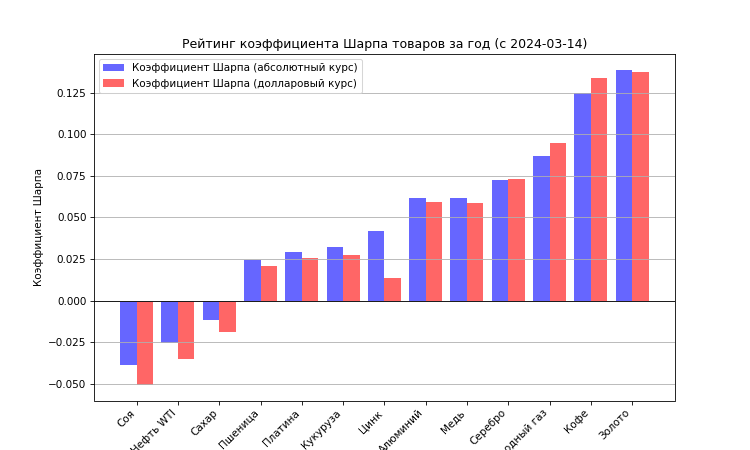 Рейтинг коэффициента Шарпа товаров за год (с 2024-03-14)
Коэффициент Шарпа (абсолютный курс)
Коэффициент Шарпа (долларовый курс)
Коэффициент Шарпа
0.125
0.100
0.075
0.050
0.025
0.000
−0.025
−0.050
Соя
Нефть WTI
Сахар
Пшеница
Платина
Кукуруза
Цинк
Алюминий
Медь
Серебро
газ
Кофе
Золото